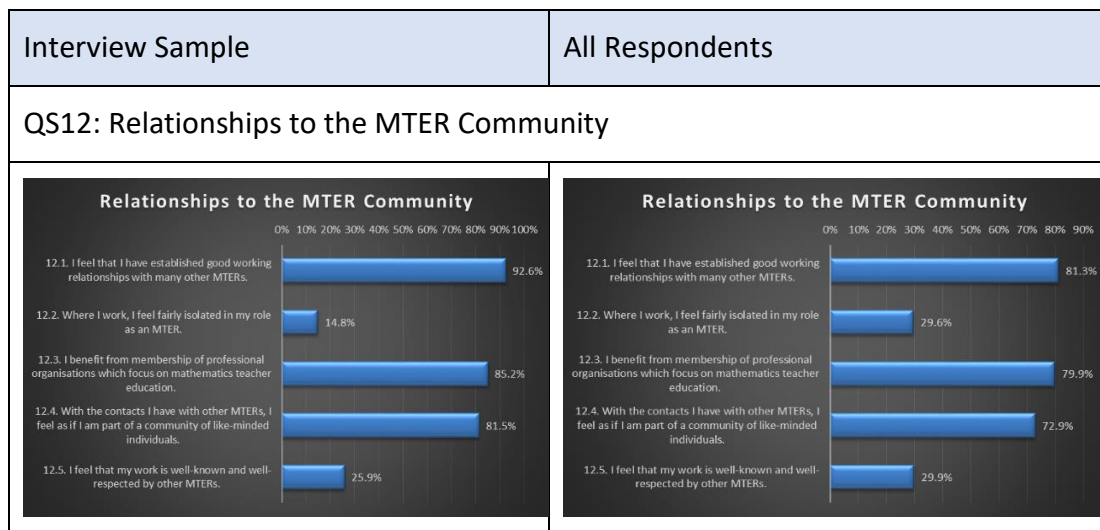 Interview Sample
All Respondents
QS12: Relationships to the MTER Community
Relationships to the MTER Community
0% 10% 20% 30% 40% 50% 60% 70% 80% 90% 100%
12.1. I feel that I have established good working
relationships with many other MTERs.
92.6%
12.2. Where I work, I feel fairly isolated in my role
as an MTER.
14.8%
12.3. I benefit from membership of professional
organisations which focus on mathematics teacher
education.
85.2%
12.4. With the contacts I have with other MTERs, I
feel as if I am part of a community of like-minded
individuals.
81.5%
12.5. I feel that my work is well-known and well-
respected by other MTERs.
25.9%
Relationships to the MTER Community
0% 10% 20% 30% 40% 50% 60% 70% 80% 90%
12.1. I feel that I have established good working
relationships with many other MTERs.
81.3%
12.2. Where I work, I feel fairly isolated in my role
as an MTER.
29.6%
12.3. I benefit from membership of professional
organisations which focus on mathematics teacher
education.
79.9%
12.4. With the contacts I have with other MTERs, I
feel as if I am part of a community of like-minded
individuals.
72.9%
12.5. I feel that my work is well-known and well-
respected by other MTERs.
29.9%